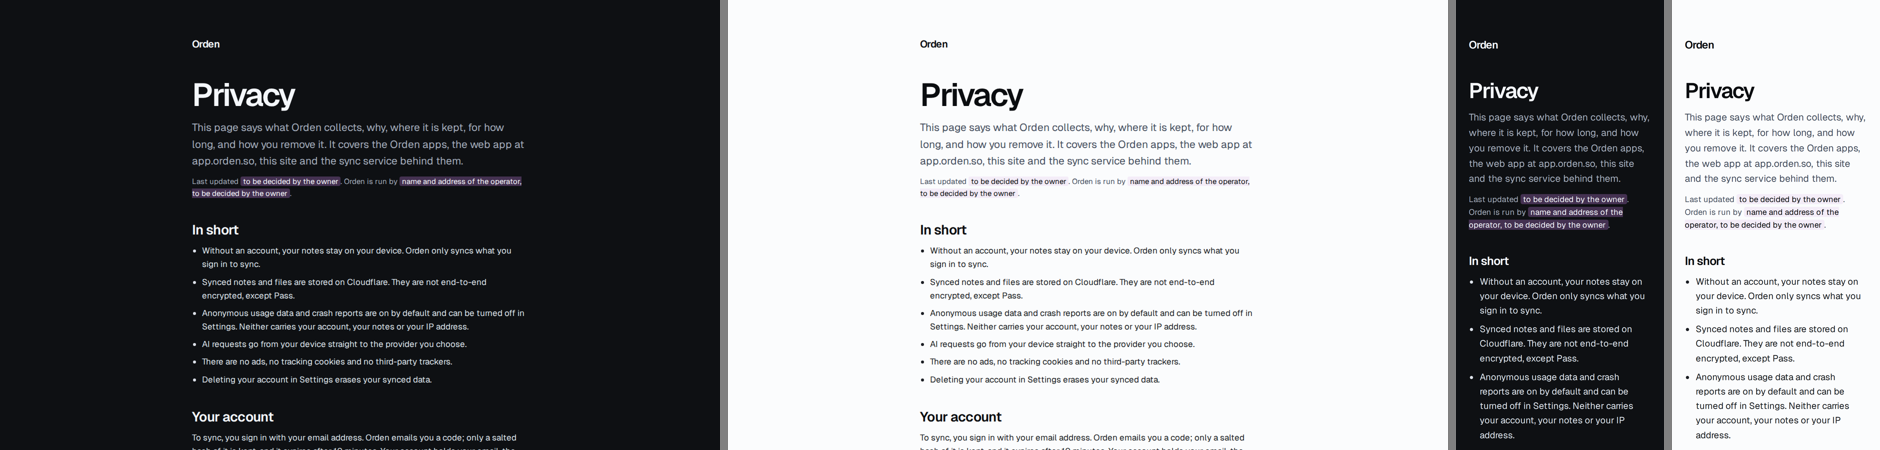 Orden
Privacy
This page says what Orden collects, why, where it is kept, for how
long, and how you remove it. It covers the Orden apps, the web app at
app.orden.so, this site and the sync service behind them.
Last updated to be decided by the owner . Orden is run by name and address of the operator,
to be decided by the owner .
In short
• Without an account, your notes stay on your device. Orden only syncs what you
sign in to sync.
• Synced notes and files are stored on Cloudflare. They are not end-to-end
encrypted, except Pass.
• Anonymous usage data and crash reports are on by default and can be turned off in
Settings. Neither carries your account, your notes or your IP address.
• AI requests go from your device straight to the provider you choose.
• There are no ads, no tracking cookies and no third-party trackers.
• Deleting your account in Settings erases your synced data.
Your account
To sync, you sign in with your email address. Orden emails you a code; only a salted
Orden
Privacy
This page says what Orden collects, why, where it is kept, for how
long, and how you remove it. It covers the Orden apps, the web app at
app.orden.so, this site and the sync service behind them.
Last updated to be decided by the owner . Orden is run by name and address of the operator,
to be decided by the owner .
In short
• Without an account, your notes stay on your device. Orden only syncs what you
sign in to sync.
• Synced notes and files are stored on Cloudflare. They are not end-to-end
encrypted, except Pass.
• Anonymous usage data and crash reports are on by default and can be turned off in
Settings. Neither carries your account, your notes or your IP address.
• AI requests go from your device straight to the provider you choose.
• There are no ads, no tracking cookies and no third-party trackers.
• Deleting your account in Settings erases your synced data.
Your account
To sync, you sign in with your email address. Orden emails you a code; only a salted
Orden
Privacy
This page says what Orden collects, why,
where it is kept, for how long, and how
you remove it. It covers the Orden apps,
the web app at app.orden.so, this site
and the sync service behind them.
Last updated to be decided by the owner .
Orden is run by name and address of the
operator, to be decided by the owner .
In short
• Without an account, your notes stay on
your device. Orden only syncs what you
sign in to sync.
• Synced notes and files are stored on
Cloudflare. They are not end-to-end
encrypted, except Pass.
• Anonymous usage data and crash
reports are on by default and can be
turned off in Settings. Neither carries
your account, your notes or your IP
address.
Orden
Privacy
This page says what Orden collects, why,
where it is kept, for how long, and how
you remove it. It covers the Orden apps,
the web app at app.orden.so, this site
and the sync service behind them.
Last updated to be decided by the owner .
Orden is run by name and address of the
operator, to be decided by the owner .
In short
• Without an account, your notes stay on
your device. Orden only syncs what you
sign in to sync.
• Synced notes and files are stored on
Cloudflare. They are not end-to-end
encrypted, except Pass.
• Anonymous usage data and crash
reports are on by default and can be
turned off in Settings. Neither carries
your account, your notes or your IP
address.